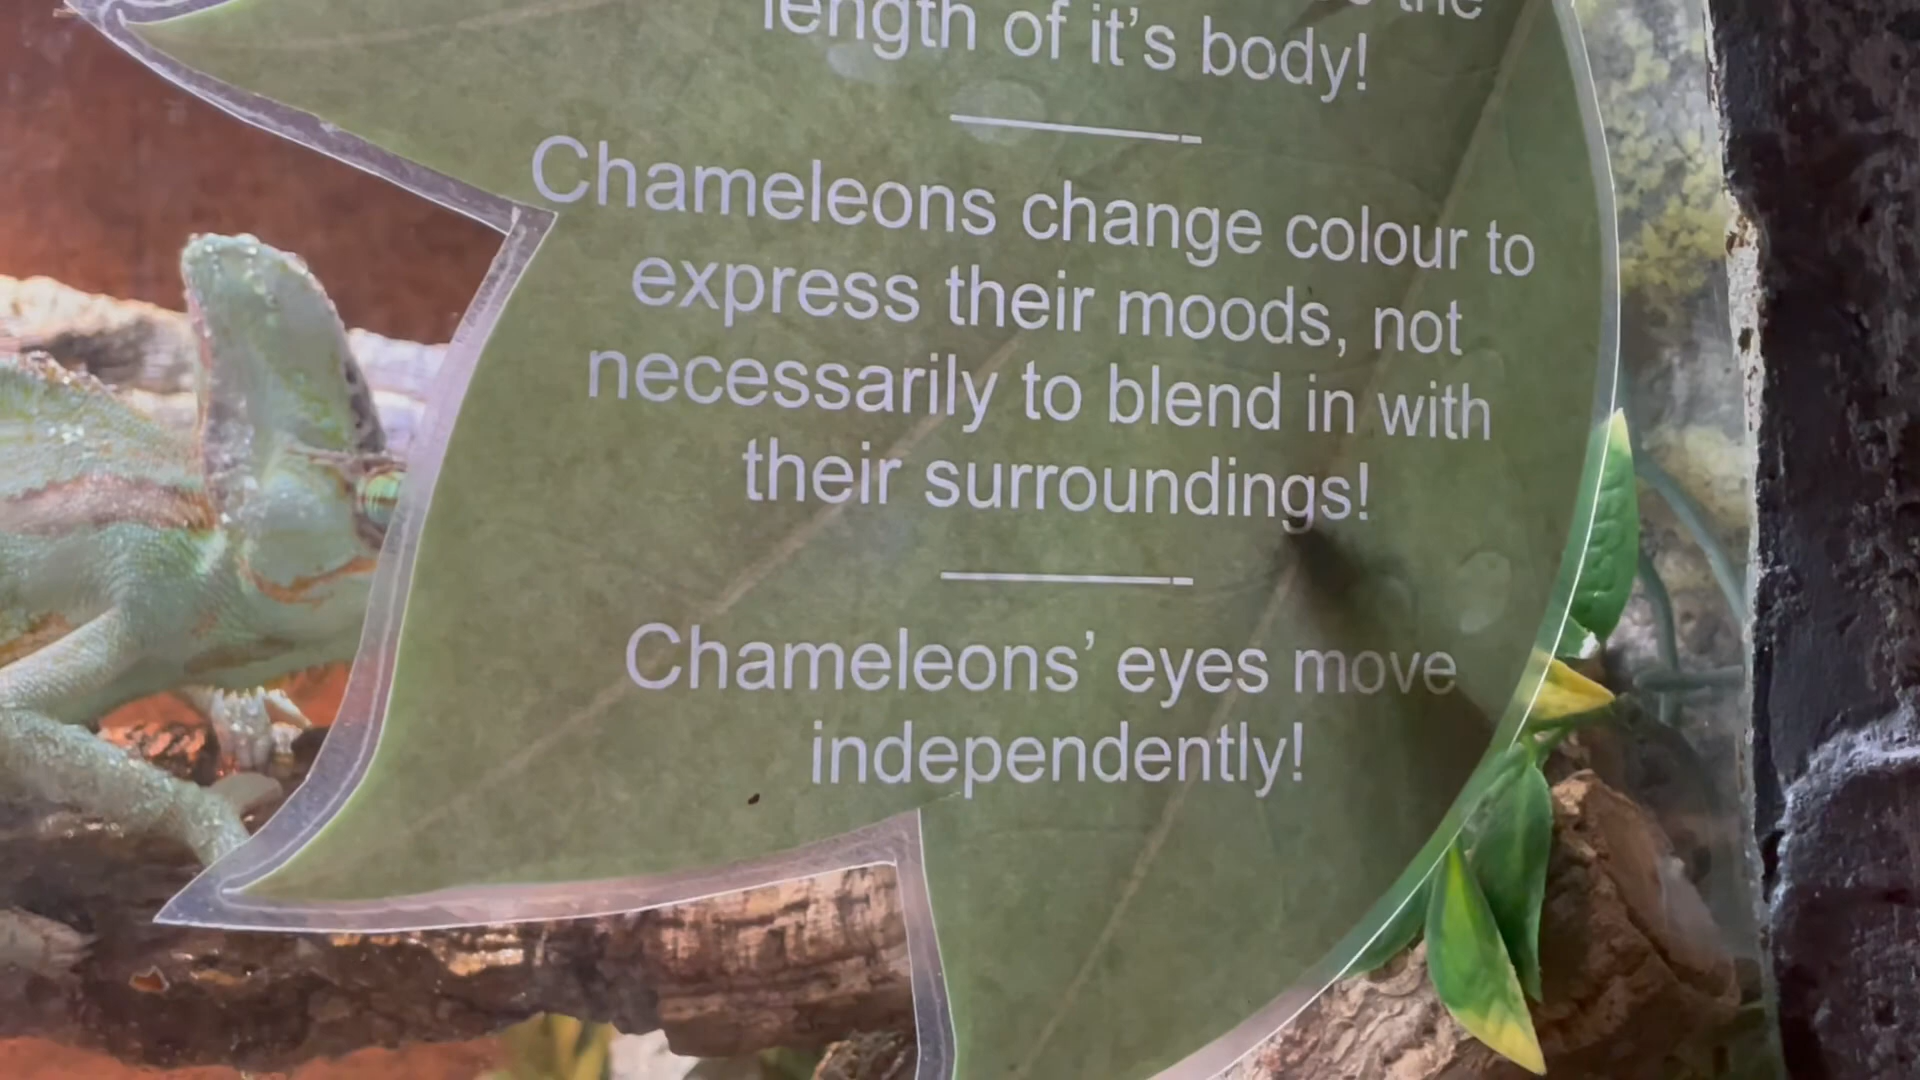 the
length of it's body!
Chameleons change colour to
express their moods, not
necessarily to blend in with
their surroundings!
Chameleons' eyes move
independently!